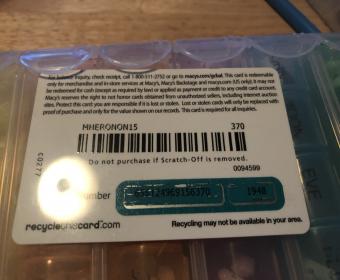 For balance inquiry, check receipt, call 1-800-511-2752 or go to macys.com/gcbal. This card is redeemable
only for merchandise and in-store services at Macy's, Macy's Backstage and macys.com (US only). It may not
be redeemed for cash (except as required by law) or applied as payment or credit to any credit card account.
Macy's reserves the right to not honor cards obtained from unauthorized sellers, including internet auction
sites. Protect this card; you are responsible if it is lost or stolen. Lost or stolen cards will only be replaced with
proof of purchase and only for the value shown on our records. This card is required for all inquiries.
MHERONON15 370
Do not purchase if Scratch-Off is removed.
0094599
C0277
Number
1948
recycle card.com
Recycling may not be available in your area.
TUE